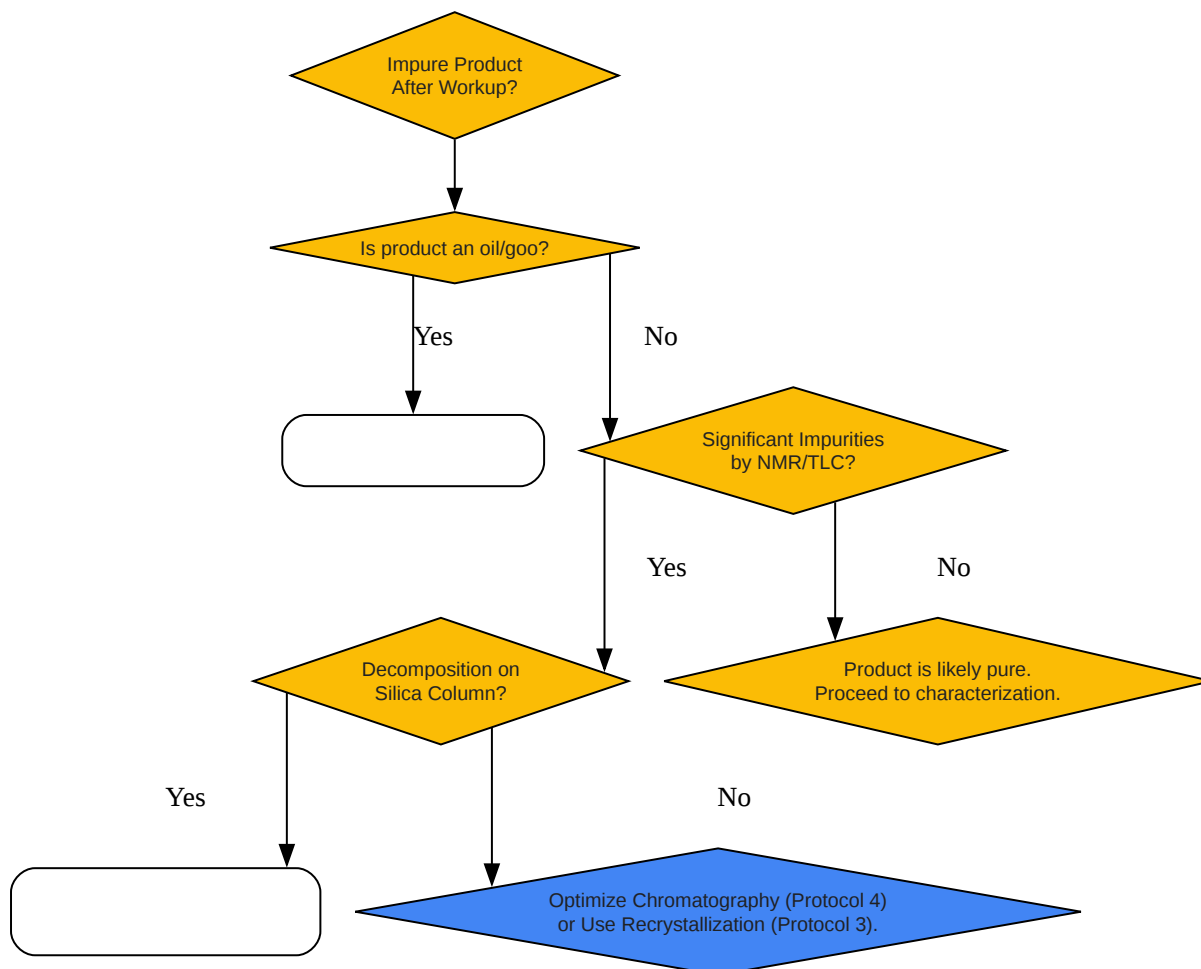 Impure Product
After Workup?
Is product an oil/goo?
Yes
No
Significant Impurities
by NMR/TLC?
Yes
No
Decomposition on
Silica Column?
Product is likely pure.
Proceed to characterization.
Yes
No
Optimize Chromatography (Protocol 4)
or Use Recrystallization (Protocol 3).